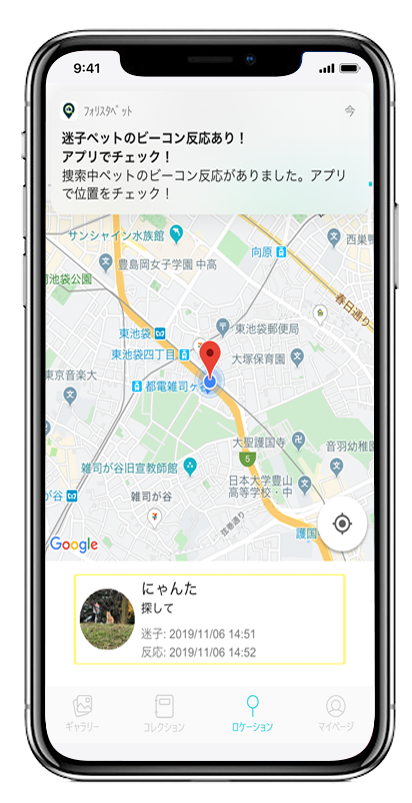 9:41
フォリスタペット
今
迷子ペットのビーコン反応あり！
アプリでチェック！
捜索中ペットのビーコン反応がありました。アプリ
で位置をチェック！
サンシャイン水族館
向原
西巣鴨
豊島岡女子学園 中高
池公園
春日通り
東池袋
東池袋郵便局
東池袋四丁目
大塚保育園
東京音楽大
都電雑司ヶ
大聖護国寺
音羽幼稚園
5
雑司が谷旧宣教師館
日本大学豊山
高等学校・中
が谷
雑司が谷
弦巻通り
護国
Google
にゃんた
探して
迷子: 2019/11/06 14:51
反応: 2019/11/06 14:52
ギャラリー
コレクション
ロケーション
マイページ